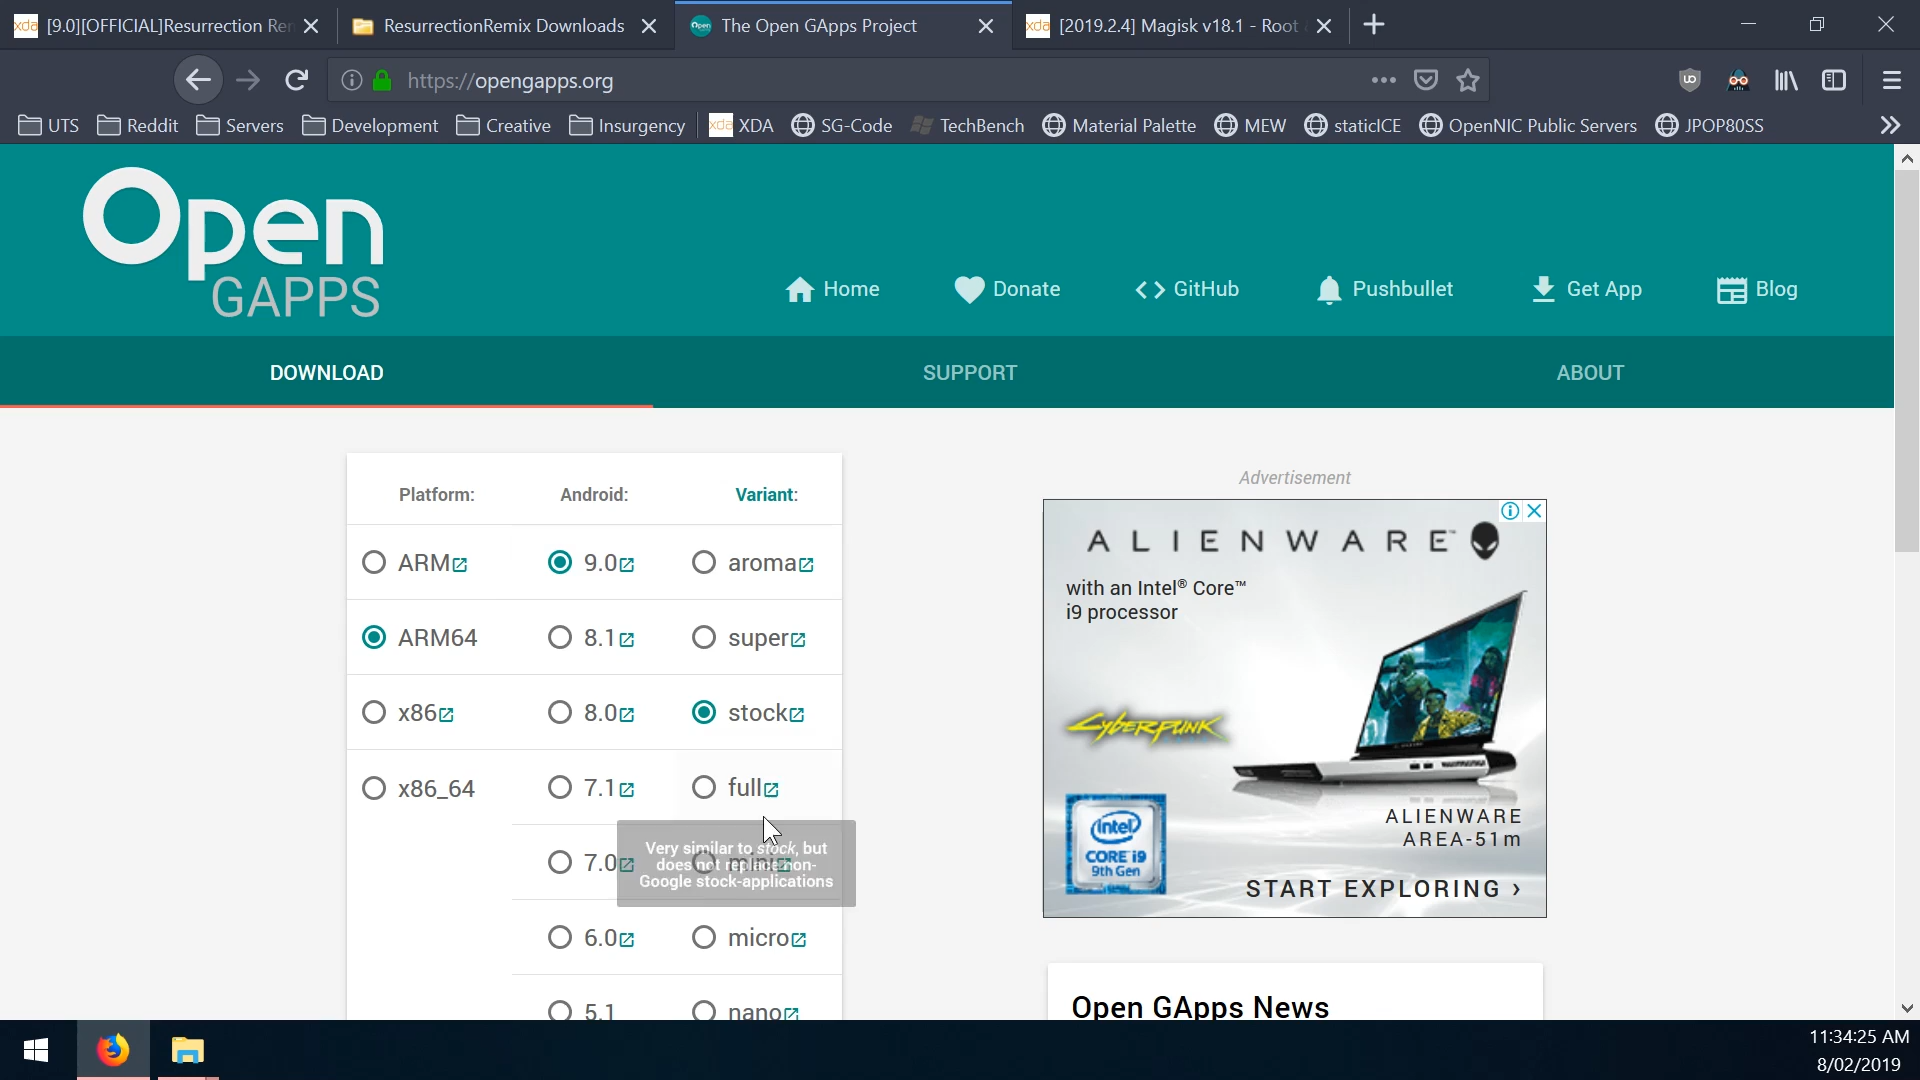 [9.0][OFFICIAL]Resurrection Re
ResurrectionRemix Downloads
The Open GApps Project
[2019.2.4] Magisk v18.1 - Root
https://opengapps.org
UTS
Reddit
Servers
Development
Creative
Insurgency
xda XDA
SG-Code
TechBench
Material Palette
MEW
staticICE
OpenNIC Public Servers
JPOP80SS
Open
GAPPS
Home
Donate
GitHub
Pushbullet
Get App
Blog
DOWNLOAD
SUPPORT
ABOUT
Platform:
Android:
Variant:
ARM
9.0
aroma
ARM64
8.1
super
x86
8.0
stock
x86_64
7.1
full
7.0
mini
Very similar to stock, but
does not replace non-
Google stock-applications
6.0
micro
5.1
nano
Advertisement
ALIENWARE™
with an Intel® Core™
i9 processor
CYBERPUNK
intel
CORE i9
9th Gen
ALIENWARE
AREA-51m
START EXPLORING ›
Open GApps News
11:34:25 AM
8/02/2019